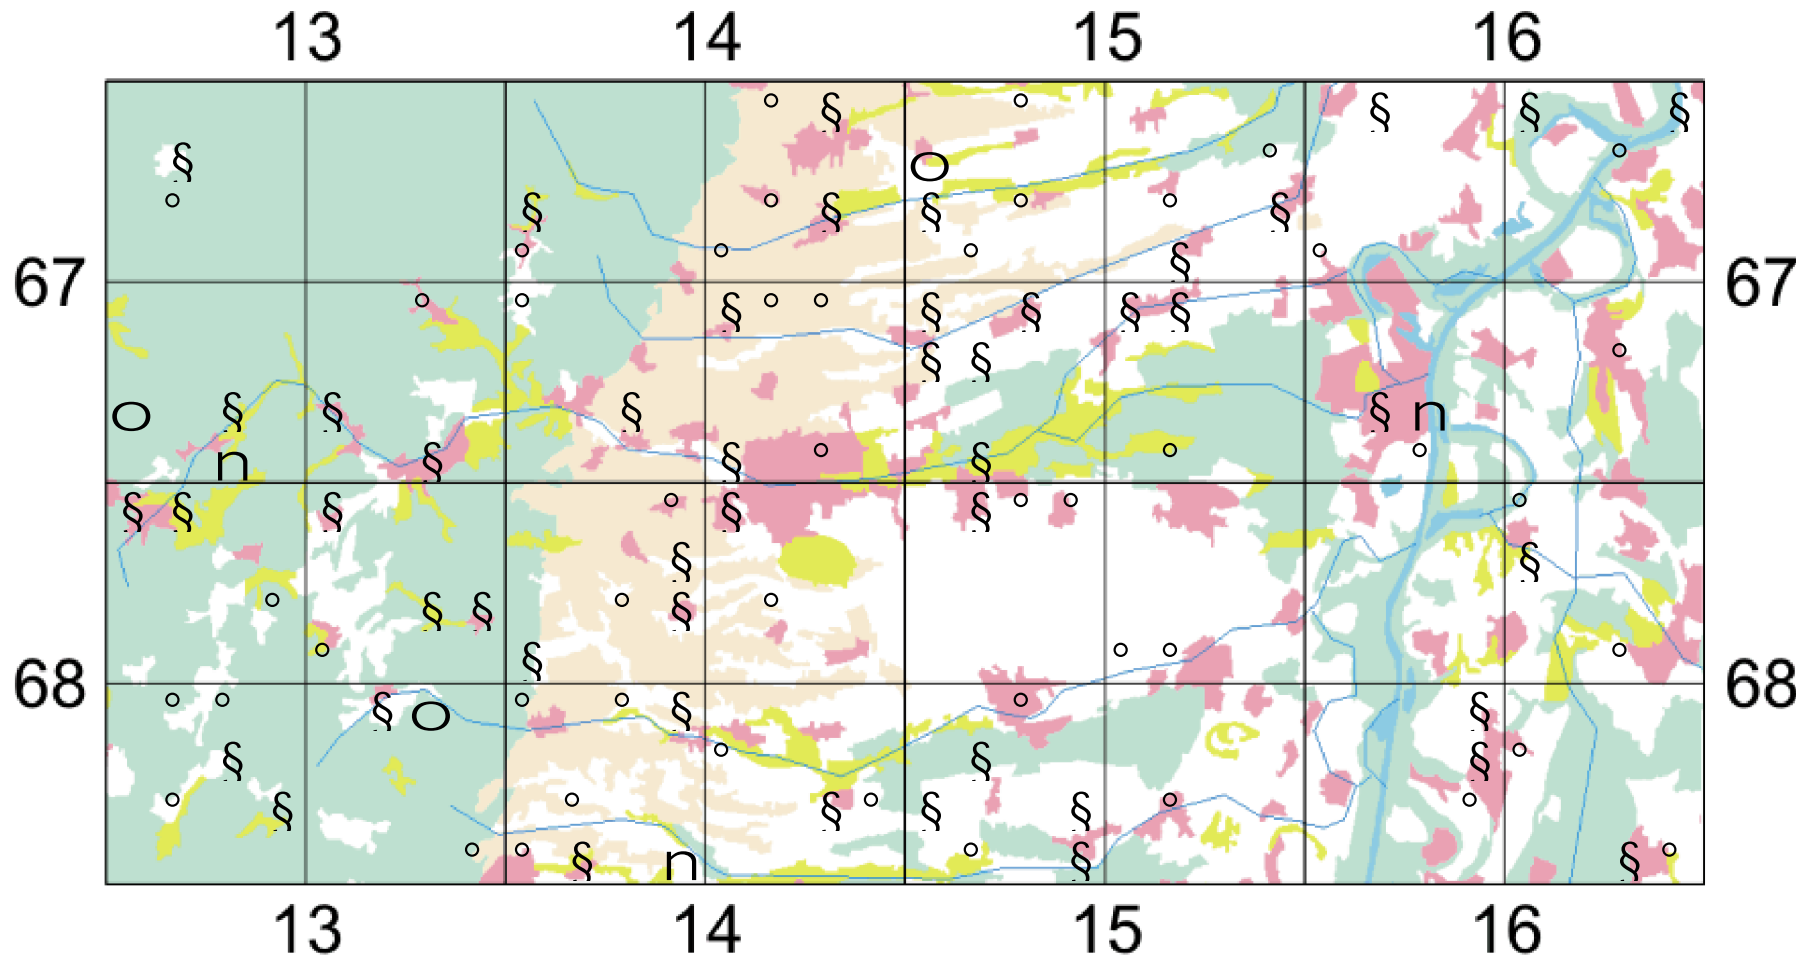 13 14 15 16
§ § § §
§ O
§ § § §
§
67 67
§ § § § §
§ §
O § § § § n
n § § §
§ § § § §
§ §
§ § §
§
68 68
§ O § §
§ § §
§ § § §
§ n § §
13 14 15 16